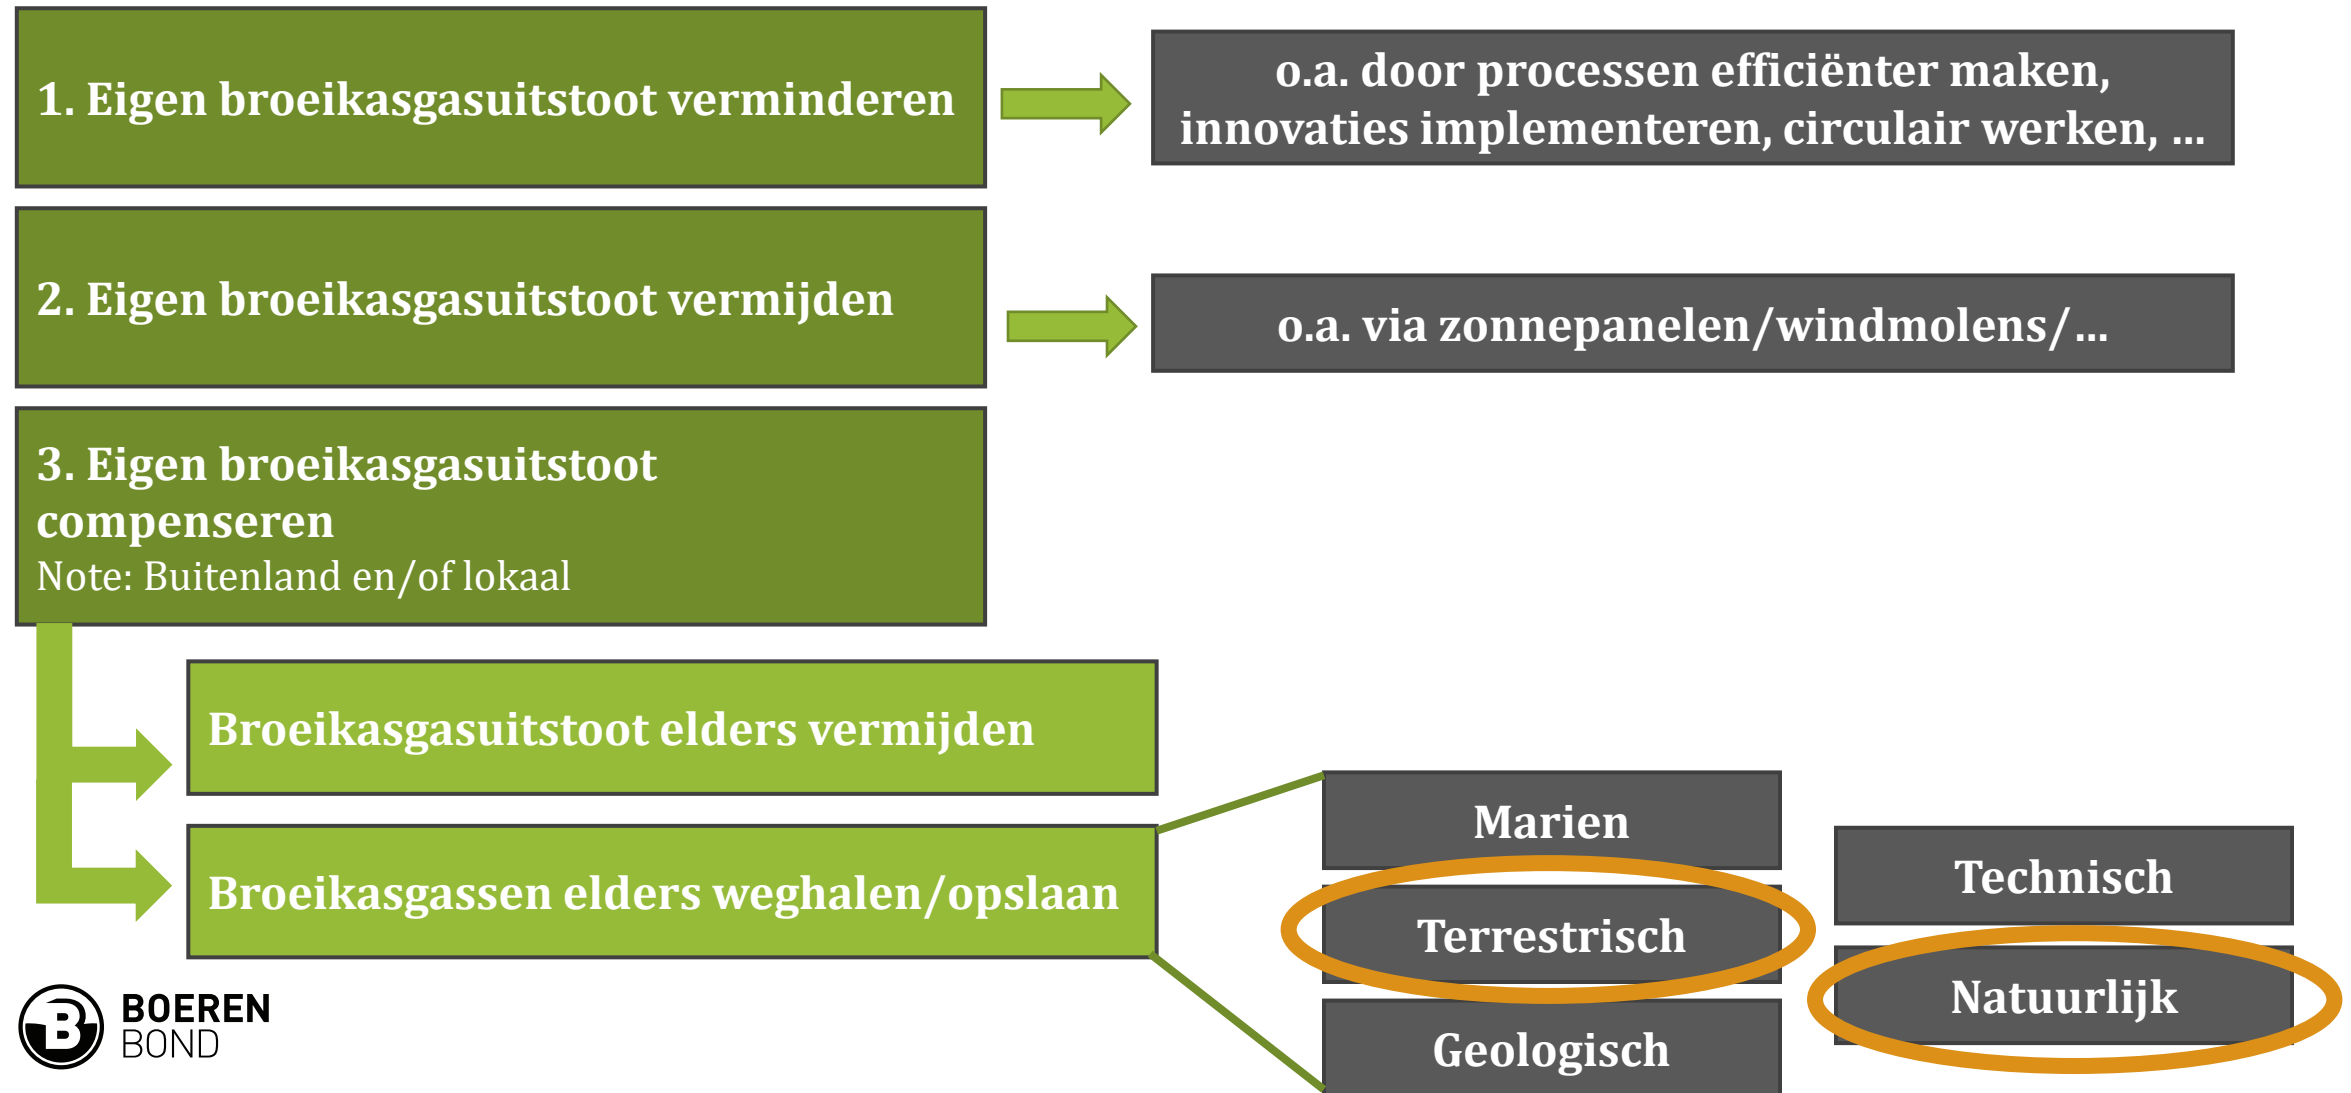 1. Eigen broeikasgasuitstoot verminderen
o.a. door processen efficiënter maken,
innovaties implementeren, circulair werken, ...
2. Eigen broeikasgasuitstoot vermijden
o.a. via zonnepanelen/windmolens/...
3. Eigen broeikasgasuitstoot
compenseren
Note: Buitenland en/of lokaal
Broeikasgasuitstoot elders vermijden
Broeikasgassen elders weghalen/opslaan
Marien
Terrestrisch
Geologisch
Technisch
Natuurlijk
B
BOEREN
BOND